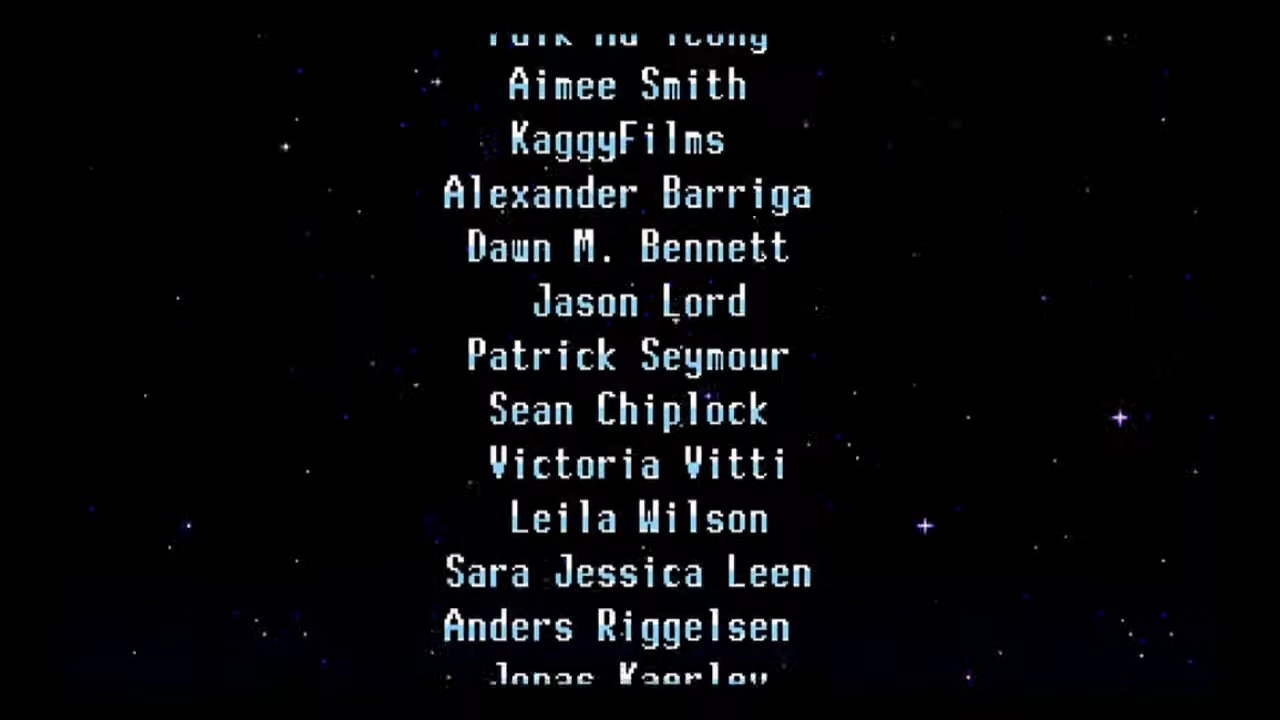 Aimee Smith
KaggyFilms
Alexander Barriga
Dawn M. Bennett
Jason Lord
Patrick Seymour
Sean Chiplock
Victoria Vitti
Leila Wilson
Sara Jessica Leen
Anders Riggelsen
Jonas